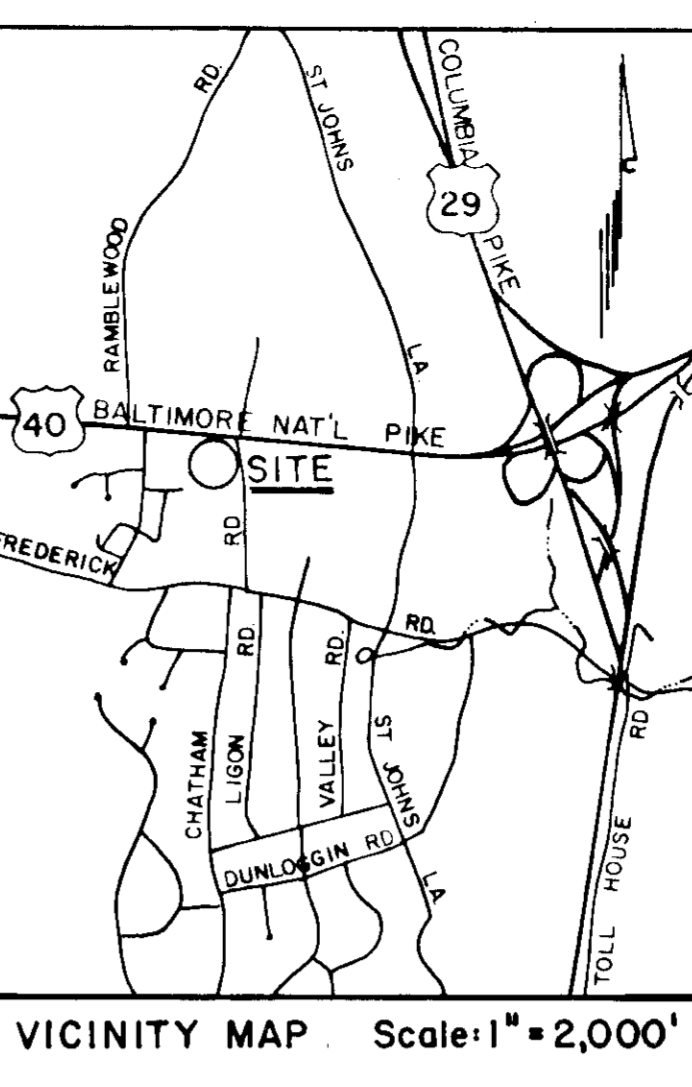 RAMBLEWOOD RD.
ST JOHNS LA.
COLUMBIA PIKE
29
40
BALTIMORE NAT'L PIKE
SITE
RD
FREDERICK RD.
CHATHAM
LIGON RD.
VALLEY RD.
ST JOHNS LA.
DUNLOGGIN RD
TOLL HOUSE RD
VICINITY MAP Scale: 1" = 2,000'